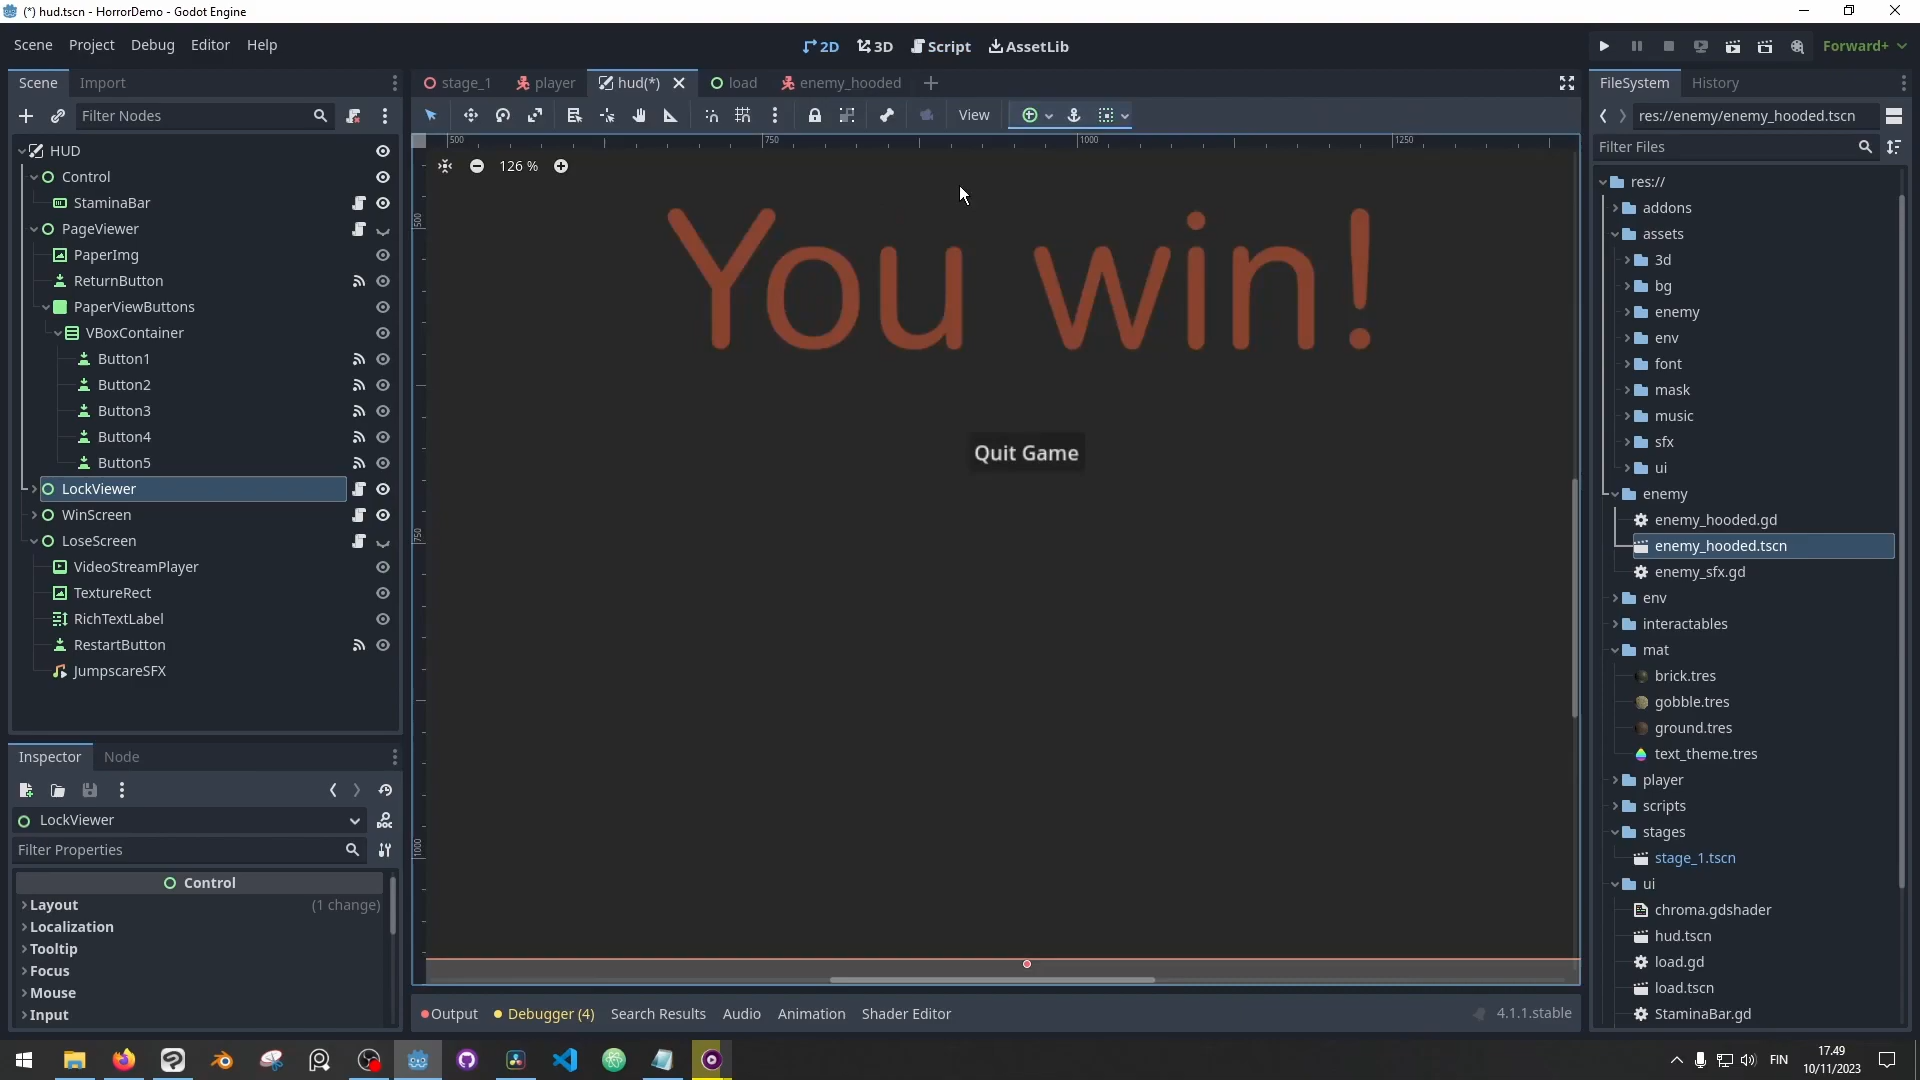 (*) hud.tscn - HorrorDemo - Godot Engine
Scene Project Debug Editor Help
2D 3D Script AssetLib
Forward+
Scene Import
stage_1 player hud(*) load enemy_hooded
FileSystem History
Filter Nodes
View
res://enemy/enemy_hooded.tscn
Filter Files
500 750 1000 1250
126 %
500
750
1000
You win!
Quit Game
HUD
Control
StaminaBar
PageViewer
PaperImg
ReturnButton
PaperViewButtons
VBoxContainer
Button1
Button2
Button3
Button4
Button5
LockViewer
WinScreen
LoseScreen
VideoStreamPlayer
TextureRect
RichTextLabel
RestartButton
JumpscareSFX
Inspector Node
LockViewer
DOC
Filter Properties
Control
Layout (1 change)
Localization
Tooltip
Focus
Mouse
Input
res://
addons
assets
3d
bg
enemy
env
font
mask
music
sfx
ui
enemy
enemy_hooded.gd
enemy_hooded.tscn
enemy_sfx.gd
env
interactables
mat
brick.tres
gobble.tres
ground.tres
text_theme.tres
player
scripts
stages
stage_1.tscn
ui
chroma.gdshader
hud.tscn
load.gd
load.tscn
StaminaBar.gd
Output Debugger (4) Search Results Audio Animation Shader Editor
4.1.1.stable
FIN
17.49
10/11/2023